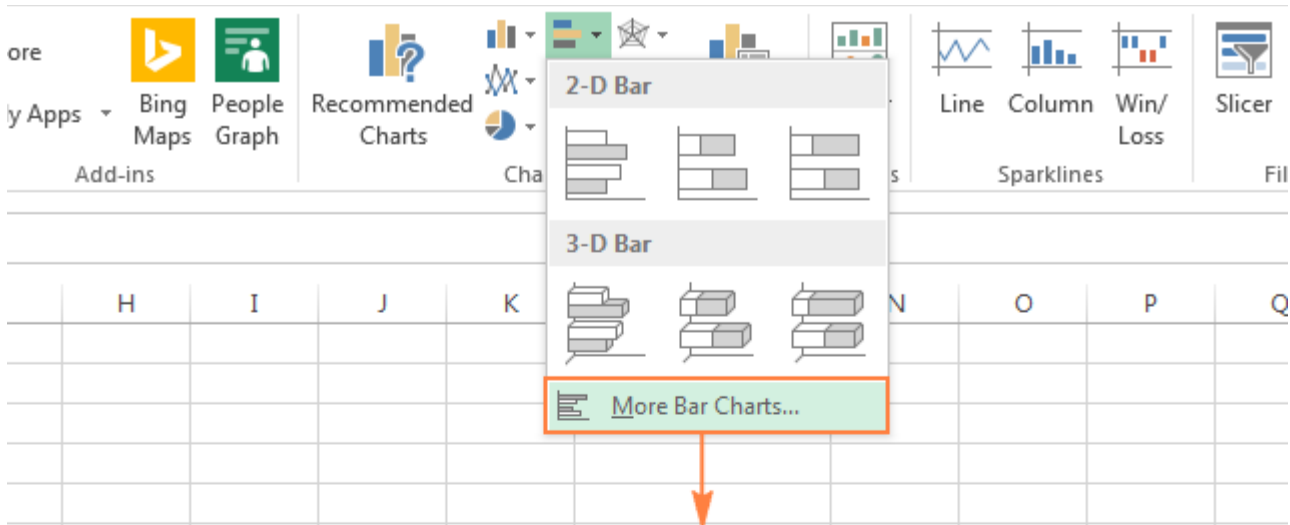 ore
y Apps
Bing
Maps
People
Graph
Recommended
Charts
Line
Column
Win/
Loss
Slicer
Add-ins
Cha
s
Sparklines
Fil
2-D Bar
3-D Bar
More Bar Charts...
H I J K N O P Q